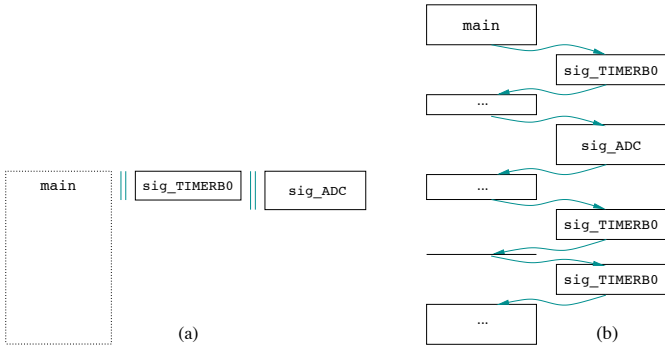 main
sig_TIMERB0
sig_ADC
(a)
main
sig_TIMERB0
...
sig_ADC
...
sig_TIMERB0
sig_TIMERB0
...
(b)